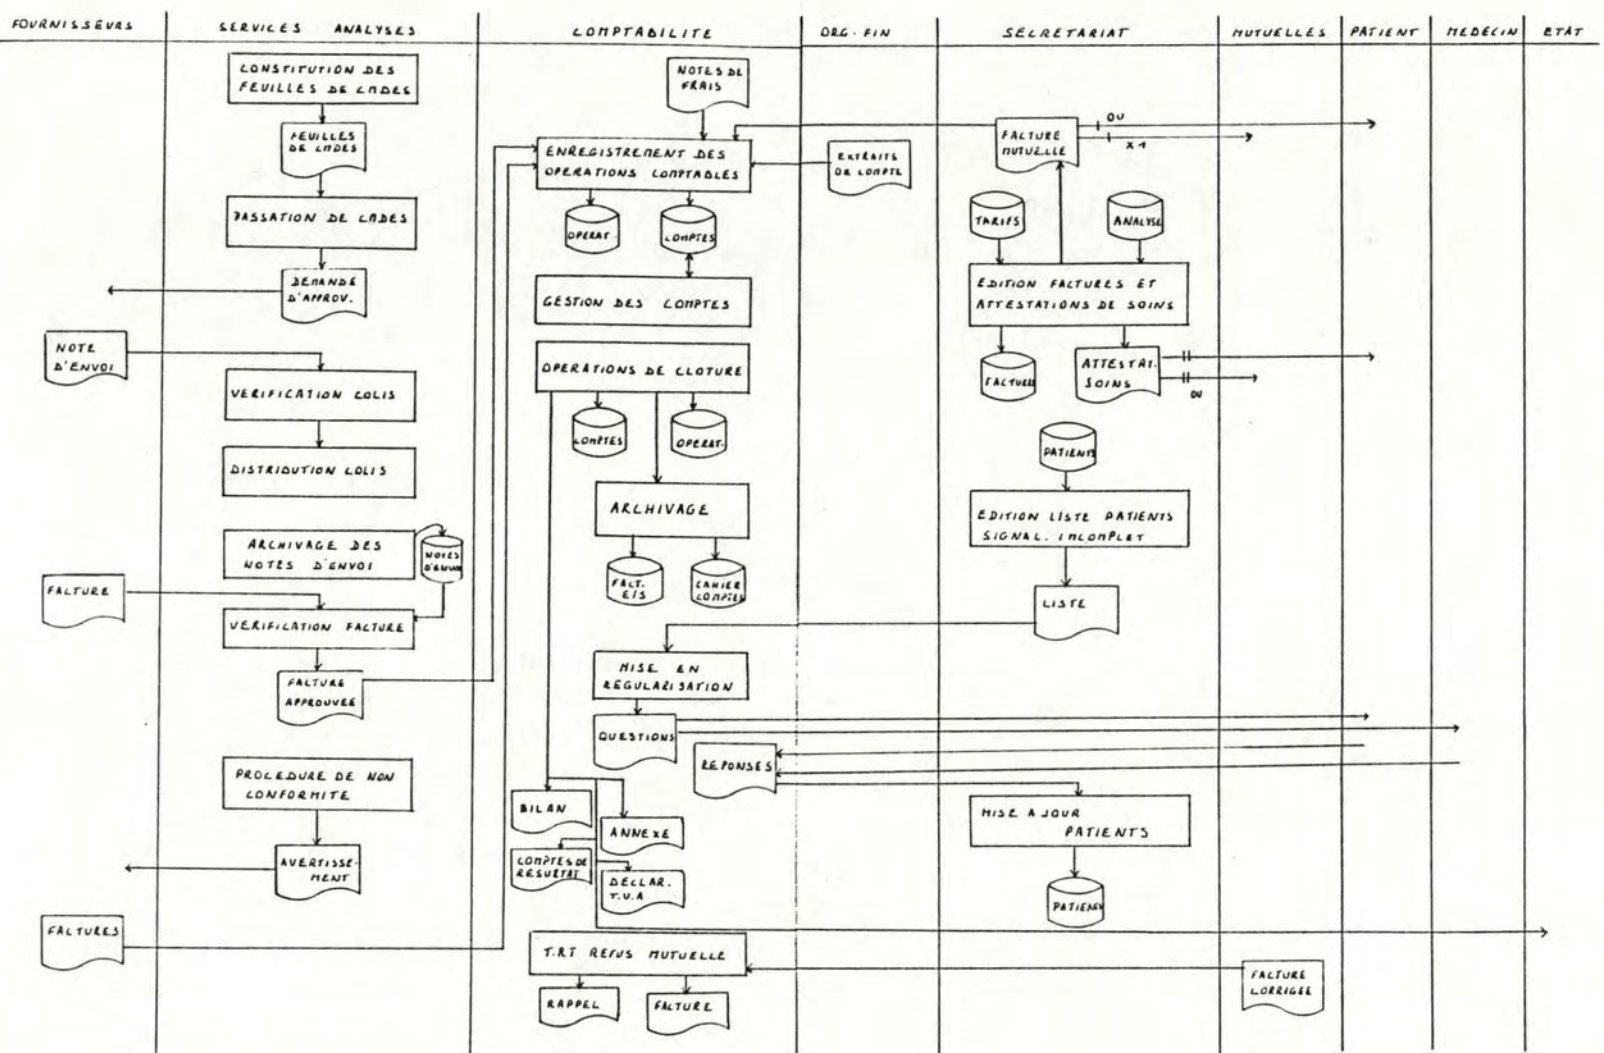 FOURNISSEURS
SERVICES ANALYSES
COMPTABILITE
ORG. FIN
SECRETARIAT
MUTUELLES
PATIENT
MEDECIN
ETAT
CONSTITUTION DES
FEUILLES DE CMDES
FEUILLES
DE CMDES
PASSATION DE CMDES
DEMANDE
D'APPROV.
NOTE
D'ENVOI
VERIFICATION COLIS
DISTRIBUTION COLIS
ARCHIVAGE DES
NOTES D'ENVOI
NOTES
D'ENVOI
FACTURE
VERIFICATION FACTURE
FACTURE
APPROUVEE
PROCEDURE DE NON
CONFORMITE
AVERTISSE-
MENT
FACTURES
NOTES DE
FRAIS
ENREGISTREMENT DES
OPERATIONS COMPTABLES
OPERAT.
COMPTES
GESTION DES COMPTES
OPERATIONS DE CLOTURE
COMPTES
OPERAT.
ARCHIVAGE
FACT.
E/S
CAHIER
COMPTES
MISE EN
REGULARISATION
QUESTIONS
REPONSES
BILAN
ANNEXE
COMPTES DE
RESULTAT
DECLAR.
T.V.A
T.RT REFUS MUTUELLE
RAPPEL
FACTURE
EXTRAITS
DE COMPTE
FACTURE
MUTUELLE
OU
X1
TARIFS
ANALYSE
EDITION FACTURES ET
ATTESTATIONS DE SOINS
FACTURES
ATTESTAT.
SOINS
OU
PATIENTS
EDITION LISTE PATIENTS
SIGNAL. INCOMPLET
LISTE
MISE A JOUR
PATIENTS
PATIENTS
FACTURE
CORRIGEE